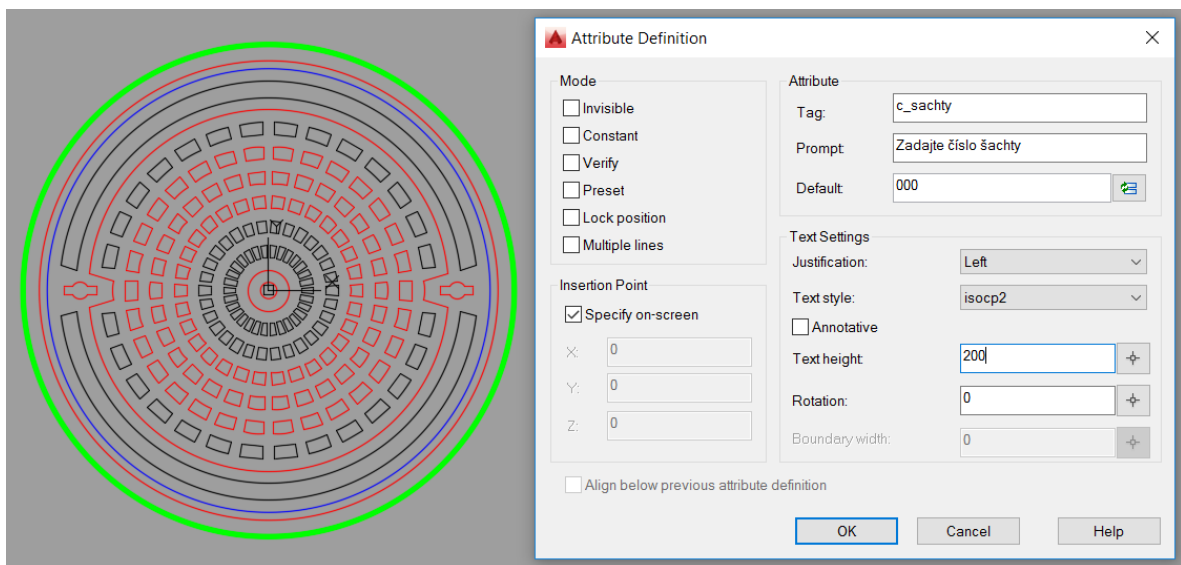 Attribute Definition
Mode
Invisible
Constant
Verify
Preset
Lock position
Multiple lines
Insertion Point
Specify on-screen
X: 0
Y: 0
Z: 0
Align below previous attribute definition
Attribute
Tag: c_sachty
Prompt: Zadajte číslo šachty
Default: 000
Text Settings
Justification: Left
Text style: isocp2
Annotative
Text height: 200
Rotation: 0
Boundary width: 0
OK Cancel Help
Y
X